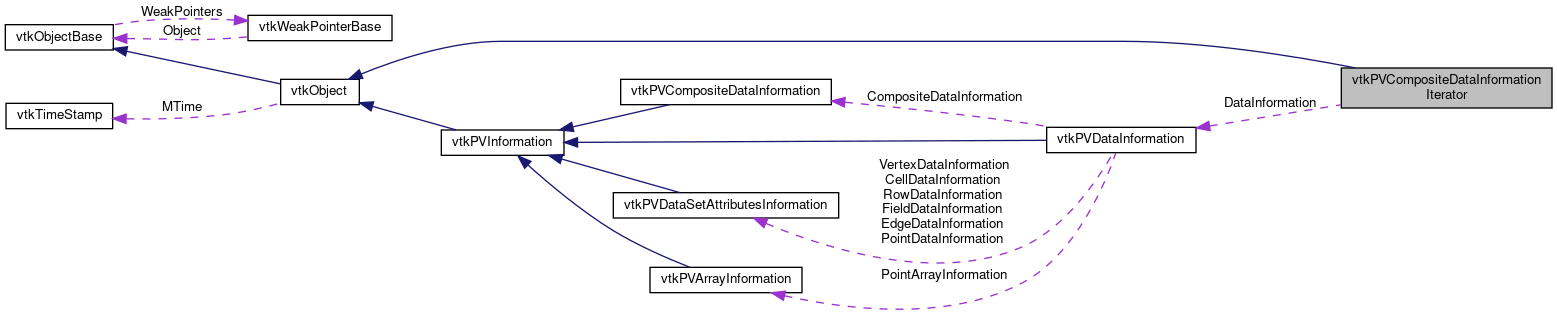 WeakPointers
vtkObjectBase
Object
vtkWeakPointerBase
vtkTimeStamp
MTime
vtkObject
vtkPVInformation
vtkPVCompositeDataInformation
CompositeDataInformation
vtkPVDataInformation
DataInformation
vtkPVCompositeDataInformation
Iterator
vtkPVDataSetAttributesInformation
VertexDataInformation
CellDataInformation
RowDataInformation
FieldDataInformation
EdgeDataInformation
PointDataInformation
vtkPVArrayInformation
PointArrayInformation